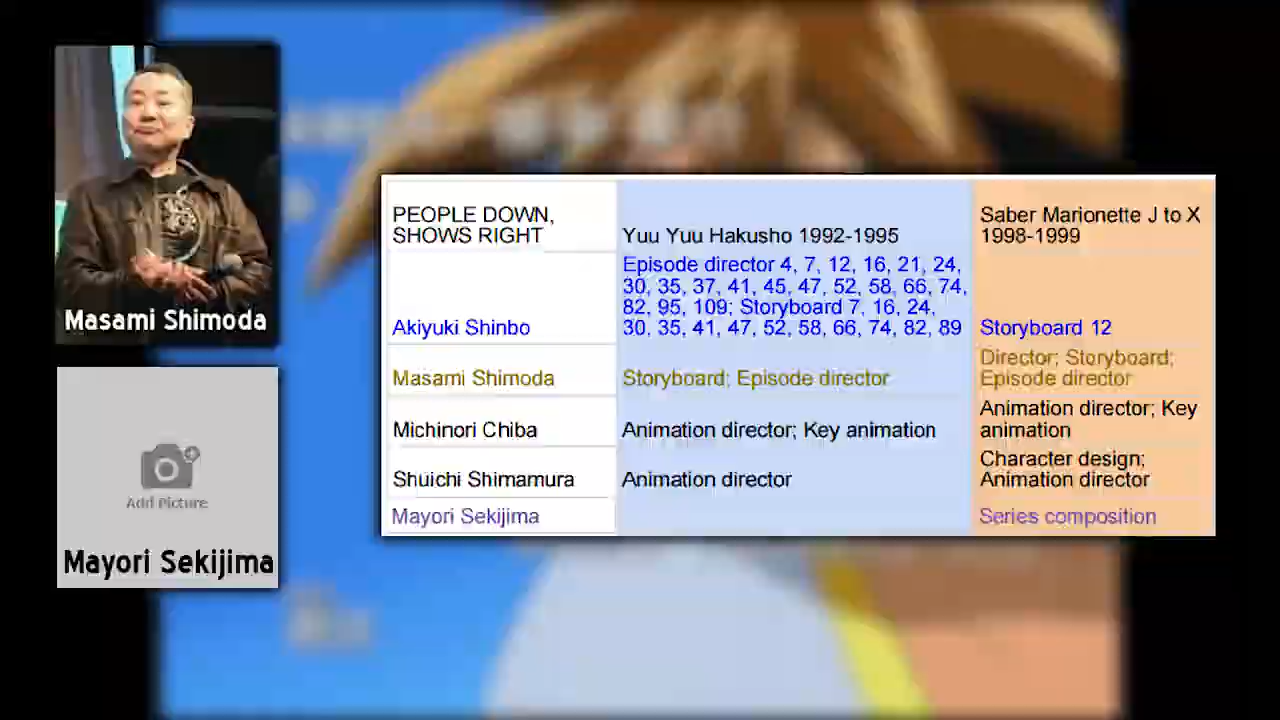 Masami Shimoda
Add Picture
Mayori Sekijima
PEOPLE DOWN,
SHOWS RIGHT
Yuu Yuu Hakusho 1992-1995
Saber Marionette J to X
1998-1999
Akiyuki Shinbo
Episode director 4, 7, 12, 16, 21, 24,
30, 35, 37, 41, 45, 47, 52, 58, 66, 74,
82, 95, 109; Storyboard 7, 16, 24,
30, 35, 41, 47, 52, 58, 66, 74, 82, 89
Storyboard 12
Masami Shimoda
Storyboard; Episode director
Director; Storyboard;
Episode director
Michinori Chiba
Animation director; Key animation
Animation director; Key
animation
Shuichi Shimamura
Animation director
Character design;
Animation director
Mayori Sekijima
Series composition